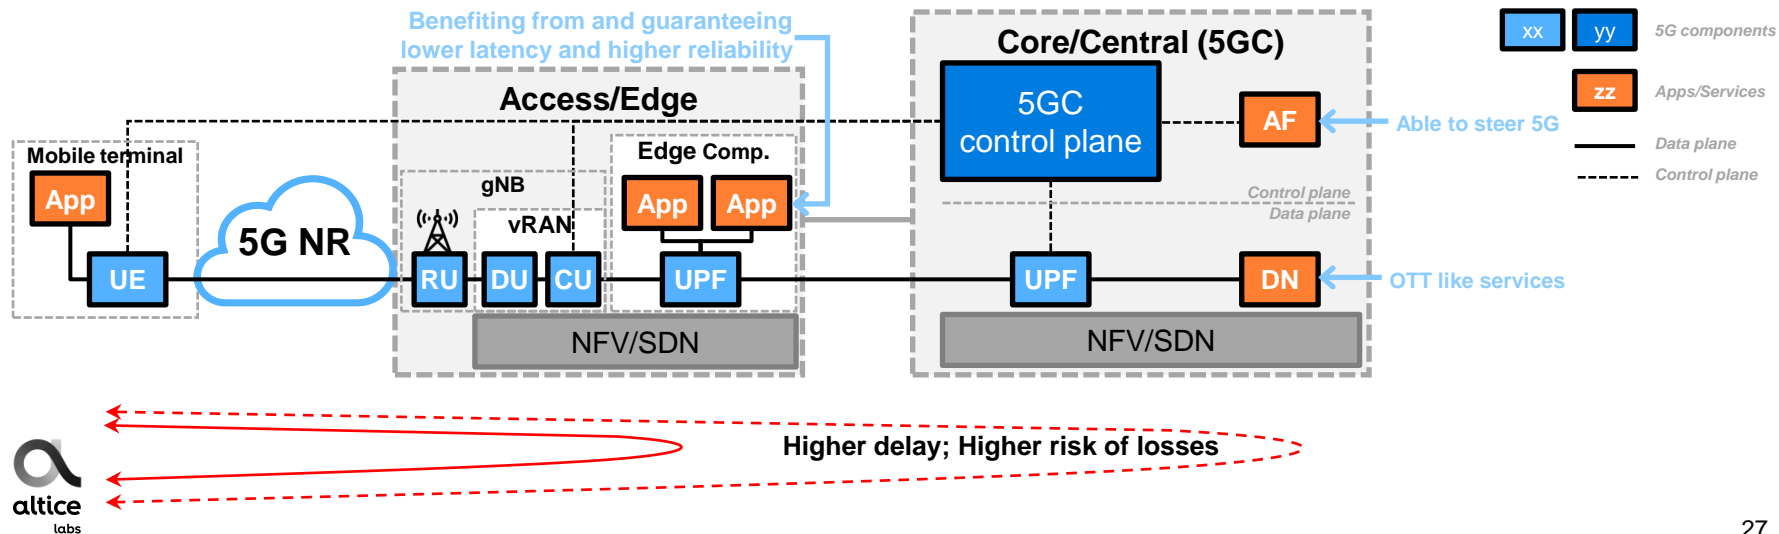 Benefiting from and guaranteeing
lower latency and higher reliability
Core/Central (5GC)
xx
yy
5G components
Access/Edge
5GC
control plane
AF
Able to steer 5G
zz
Apps/Services
Data plane
Control plane
Mobile terminal
App
UE
5G NR
gNB
vRAN
RU
DU
CU
Edge Comp.
App
App
UPF
NFV/SDN
Control plane
Data plane
UPF
DN
OTT like services
NFV/SDN
Higher delay; Higher risk of losses
altice
labs
27